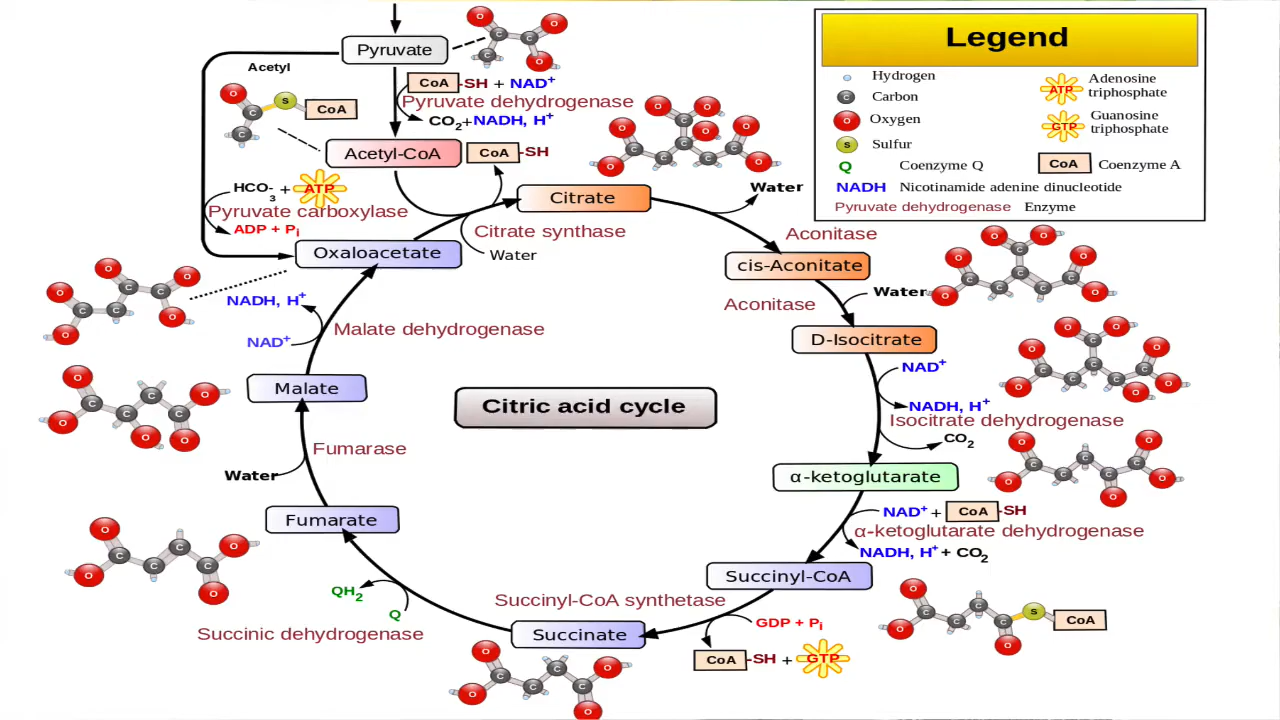 Pyruvate
Acetyl
CoA -SH + NAD+
Pyruvate dehydrogenase
CO2+NADH, H+
S CoA
Acetyl-CoA
CoA -SH
HCO-3 + ATP
Pyruvate carboxylase
ADP + Pi
Citrate
Water
Citrate synthase
Water
Oxaloacetate
Aconitase
cis-Aconitate
Water
Aconitase
D-Isocitrate
NADH, H+
NAD+
Malate dehydrogenase
NAD+
NADH, H+
Isocitrate dehydrogenase
CO2
Malate
Citric acid cycle
Fumarase
Water
α-ketoglutarate
NAD+ + CoA -SH
α-ketoglutarate dehydrogenase
NADH, H+ + CO2
Fumarate
Succinyl-CoA
S CoA
QH2
Q
Succinyl-CoA synthetase
GDP + Pi
Succinic dehydrogenase
Succinate
CoA -SH + GTP
Legend
Hydrogen
C Carbon
O Oxygen
S Sulfur
Q Coenzyme Q
ATP Adenosine
triphosphate
GTP Guanosine
triphosphate
CoA Coenzyme A
NADH Nicotinamide adenine dinucleotide
Pyruvate dehydrogenase Enzyme